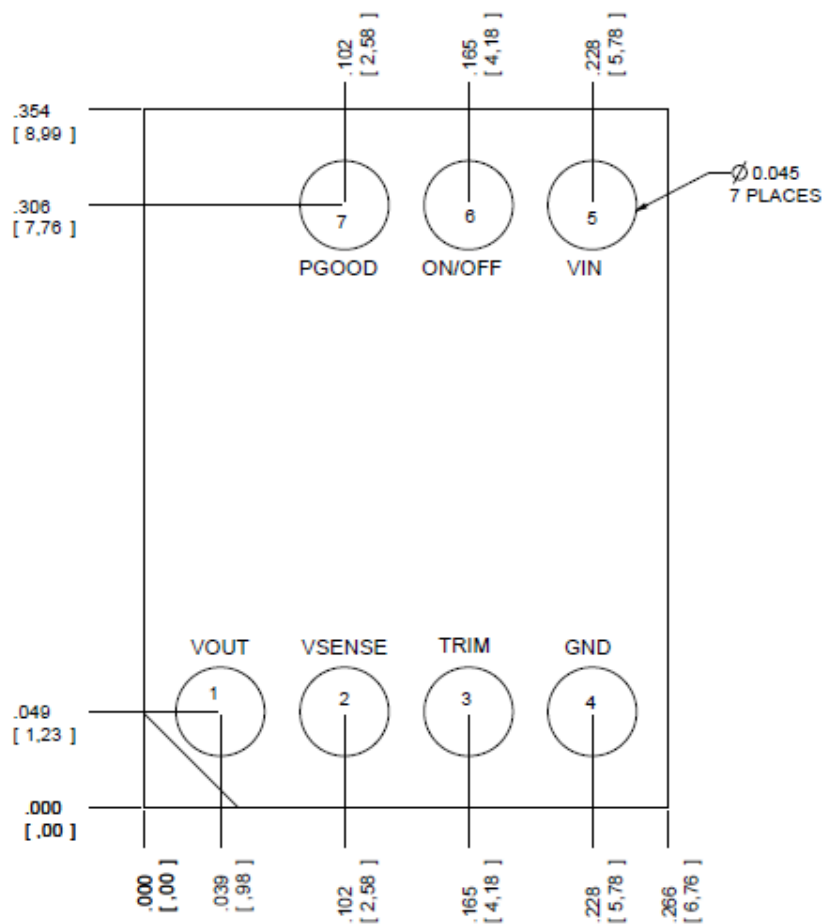 .102
[ 2,58 ]
.165
[ 4,18 ]
.228
[ 5,78 ]
.354
[ 8,99 ]
Ø 0.045
7 PLACES
.306
[ 7,76 ]
7
6
5
PGOOD
ON/OFF
VIN
VOUT
VSENSE
TRIM
GND
1
2
3
4
.049
[ 1,23 ]
.000
[ ,00 ]
.000
[ ,00 ]
.039
[ ,98 ]
.102
[ 2,58 ]
.165
[ 4,18 ]
.228
[ 5,78 ]
.266
[ 6,76 ]